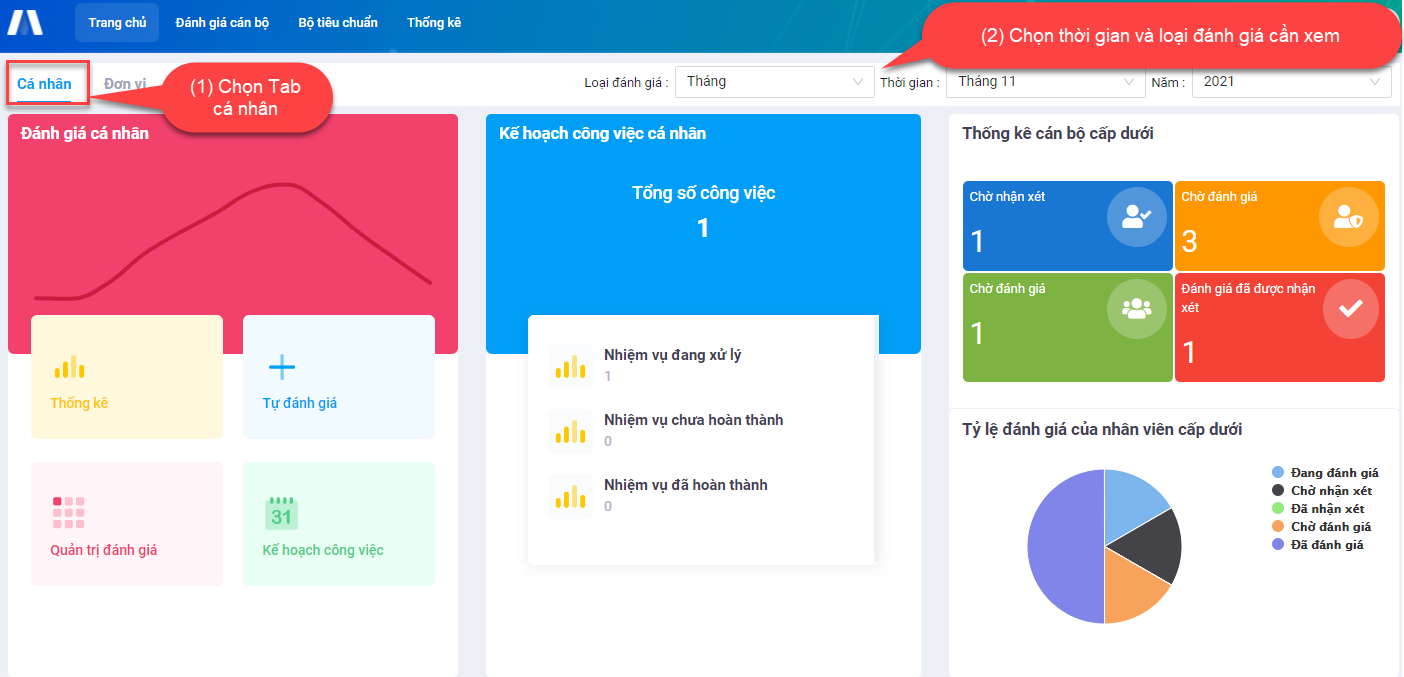 Trang chủ
Đánh giá cán bộ
Bộ tiêu chuẩn
Thống kê
(2) Chọn thời gian và loại đánh giá cần xem
Cá nhân
Đơn vị
(1) Chọn Tab
cá nhân
Loại đánh giá :
Tháng
Thời gian :
Tháng 11
Năm :
2021
Đánh giá cá nhân
Thống kê
Tự đánh giá
Quản trị đánh giá
31
Kế hoạch công việc
Kế hoạch công việc cá nhân
Tổng số công việc
1
Nhiệm vụ đang xử lý
1
Nhiệm vụ chưa hoàn thành
0
Nhiệm vụ đã hoàn thành
0
Thống kê cán bộ cấp dưới
Chờ nhận xét
1
Chờ đánh giá
3
Chờ đánh giá
1
Đánh giá đã được nhận
xét
1
Tỷ lệ đánh giá của nhân viên cấp dưới
Đang đánh giá
Chờ nhận xét
Đã nhận xét
Chờ đánh giá
Đã đánh giá